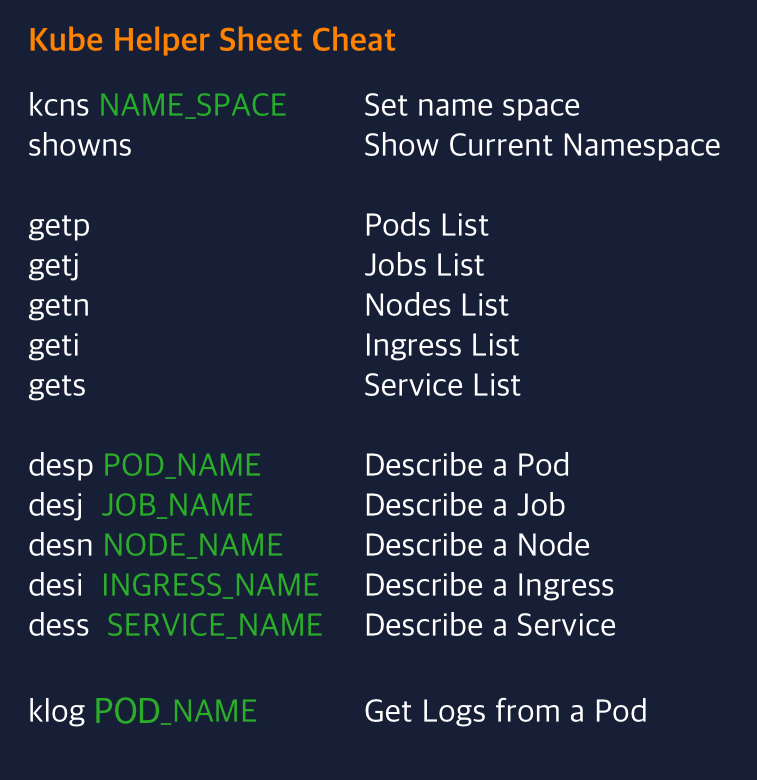 Kube Helper Sheet Cheat
kcns NAME_SPACE Set name space
showns Show Current Namespace
getp Pods List
getj Jobs List
getn Nodes List
geti Ingress List
gets Service List
desp POD_NAME Describe a Pod
desj JOB_NAME Describe a Job
desn NODE_NAME Describe a Node
desi INGRESS_NAME Describe a Ingress
dess SERVICE_NAME Describe a Service
klog POD_NAME Get Logs from a Pod